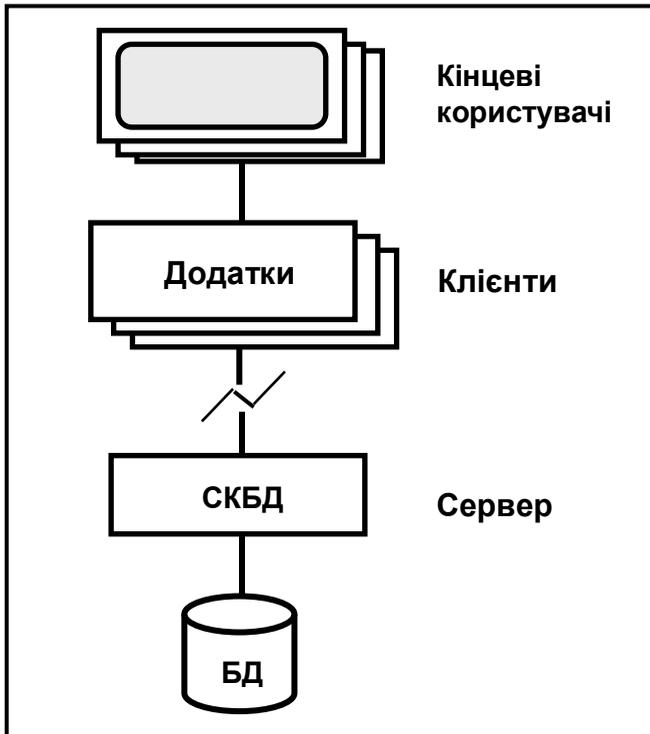 Кінцеві
користувачі
Додатки
Клієнти
СКБД
Сервер
БД